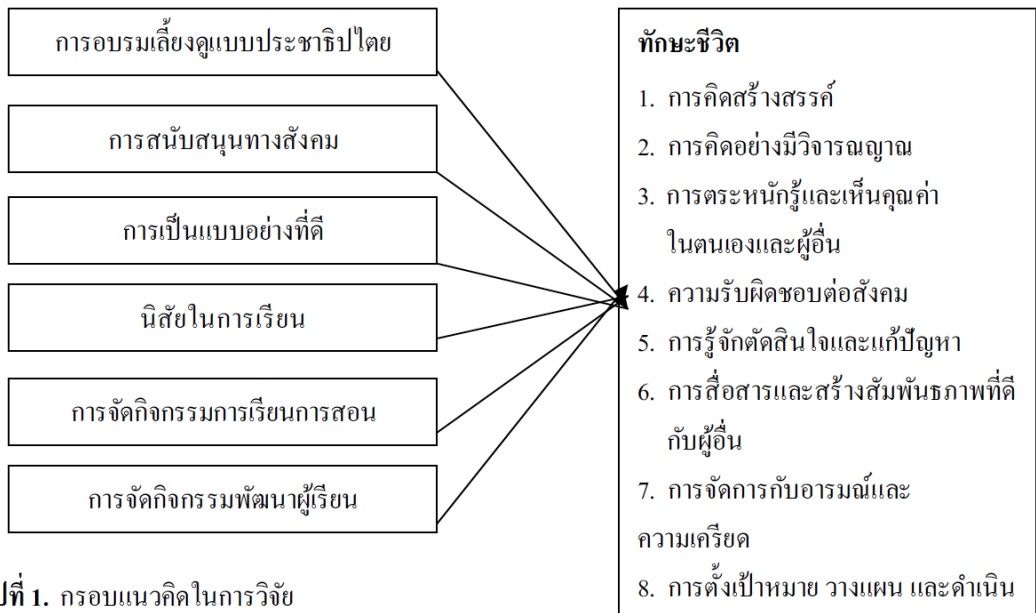 การอบรมเลี้ยงดูแบบประชาธิปไตย
การสนับสนุนทางสังคม
การเป็นแบบอย่างที่ดี
นิสัยในการเรียน
การจัดกิจกรรมการเรียนการสอน
การจัดกิจกรรมพัฒนาผู้เรียน
ทักษะชีวิต
1. การคิดสร้างสรรค์
2. การคิดอย่างมีวิจารณญาณ
3. การตระหนักรู้และเห็นคุณค่า
ในตนเองและผู้อื่น
4. ความรับผิดชอบต่อสังคม
5. การรู้จักตัดสินใจและแก้ปัญหา
6. การสื่อสารและสร้างสัมพันธภาพที่ดี
กับผู้อื่น
7. การจัดการกับอารมณ์และ
ความเครียด
8. การตั้งเป้าหมาย วางแผน และดำเนิน
ปที่ 1. กรอบแนวคิดในการวิจัย